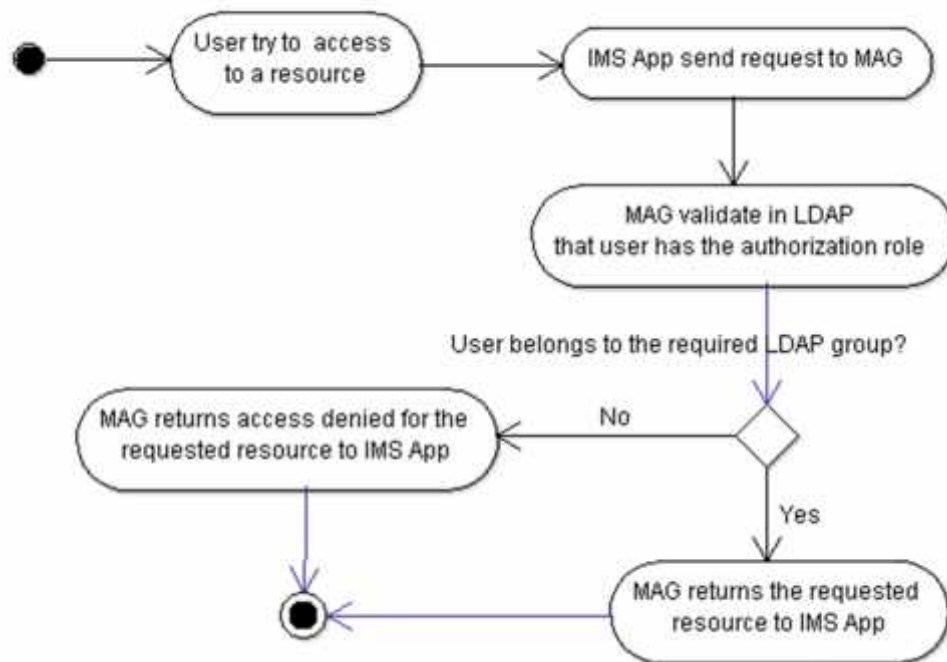 User try to access
to a resource
IMS App send request to MAG
MAG validate in LDAP
that user has the authorization role
User belongs to the required LDAP group?
No
MAG returns access denied for the
requested resource to IMS App
Yes
MAG returns the requested
resource to IMS App